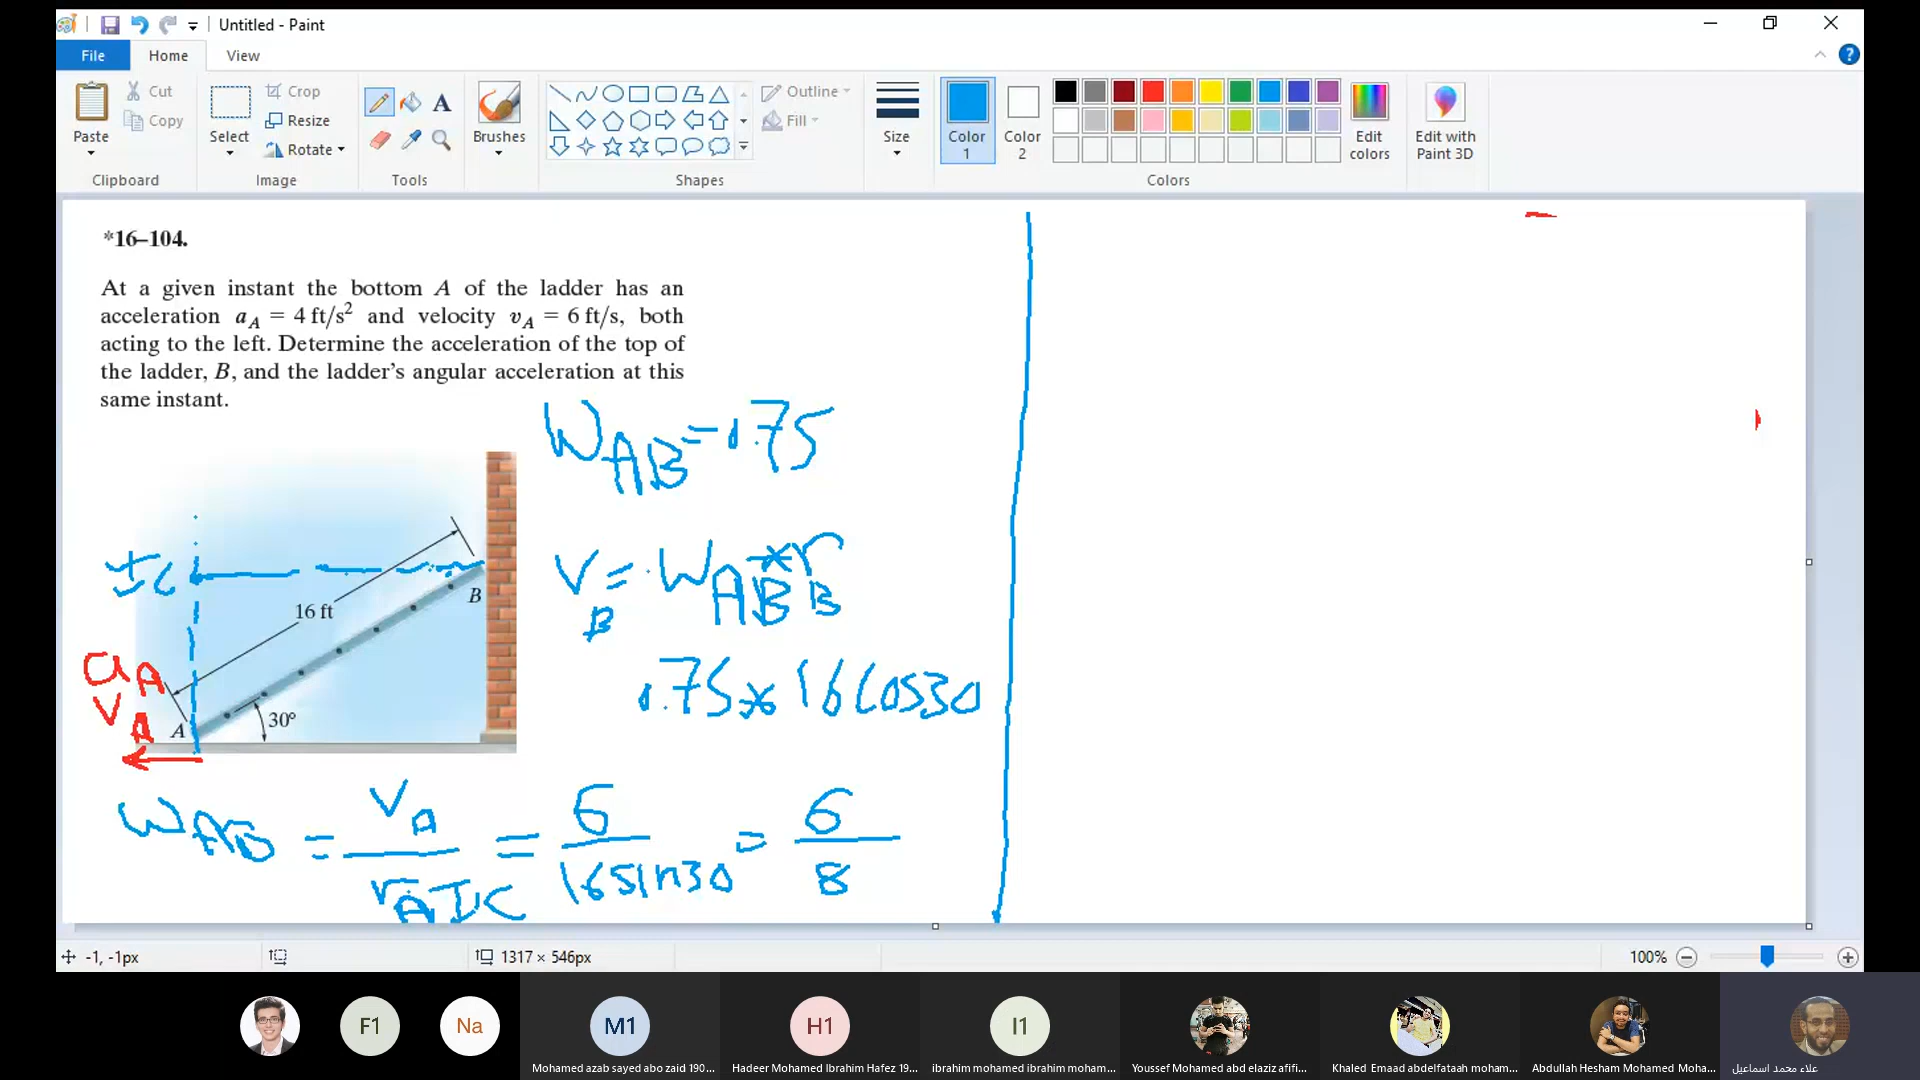 Untitled - Paint
File Home View
Paste
Cut
Copy
Clipboard
Select
Crop
Resize
Rotate
Image
Tools
Brushes
Shapes
Outline
Fill
Size
Color 1
Color 2
Edit colors
Edit with Paint 3D
Colors
*16–104.
At a given instant the bottom A of the ladder has an
acceleration a_A = 4 ft/s² and velocity v_A = 6 ft/s, both
acting to the left. Determine the acceleration of the top of
the ladder, B, and the ladder's angular acceleration at this
same instant.
W_AB = 0.75
V_B = W_AB * r_B
0.75 * 16 cos30
IC
16 ft
B
a_A
V_A
A
30°
W_AB = V_A / r_A IC = 6 / 16 sin30 = 6 / 8
-1, -1px
1317 × 546px
100%
F1
Na
M1
H1
I1
Mohamed azab sayed abo zaid 190...
Hadeer Mohamed Ibrahim Hafez 19...
ibrahim mohamed ibrahim moham...
Youssef Mohamed abd elaziz afifi...
Khaled Emaad abdelfataah moham...
Abdullah Hesham Mohamed Moha...
علاء محمد اسماعيل